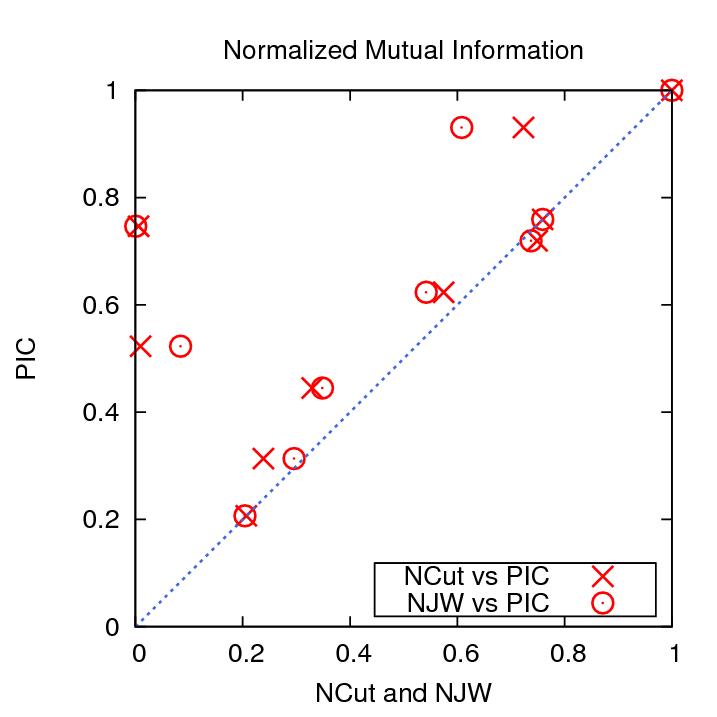 Normalized Mutual Information
1
0.8
0.6
PIC
0.4
0.2
NCut vs PIC
NJW vs PIC
0
0 0.2 0.4 0.6 0.8 1
NCut and NJW